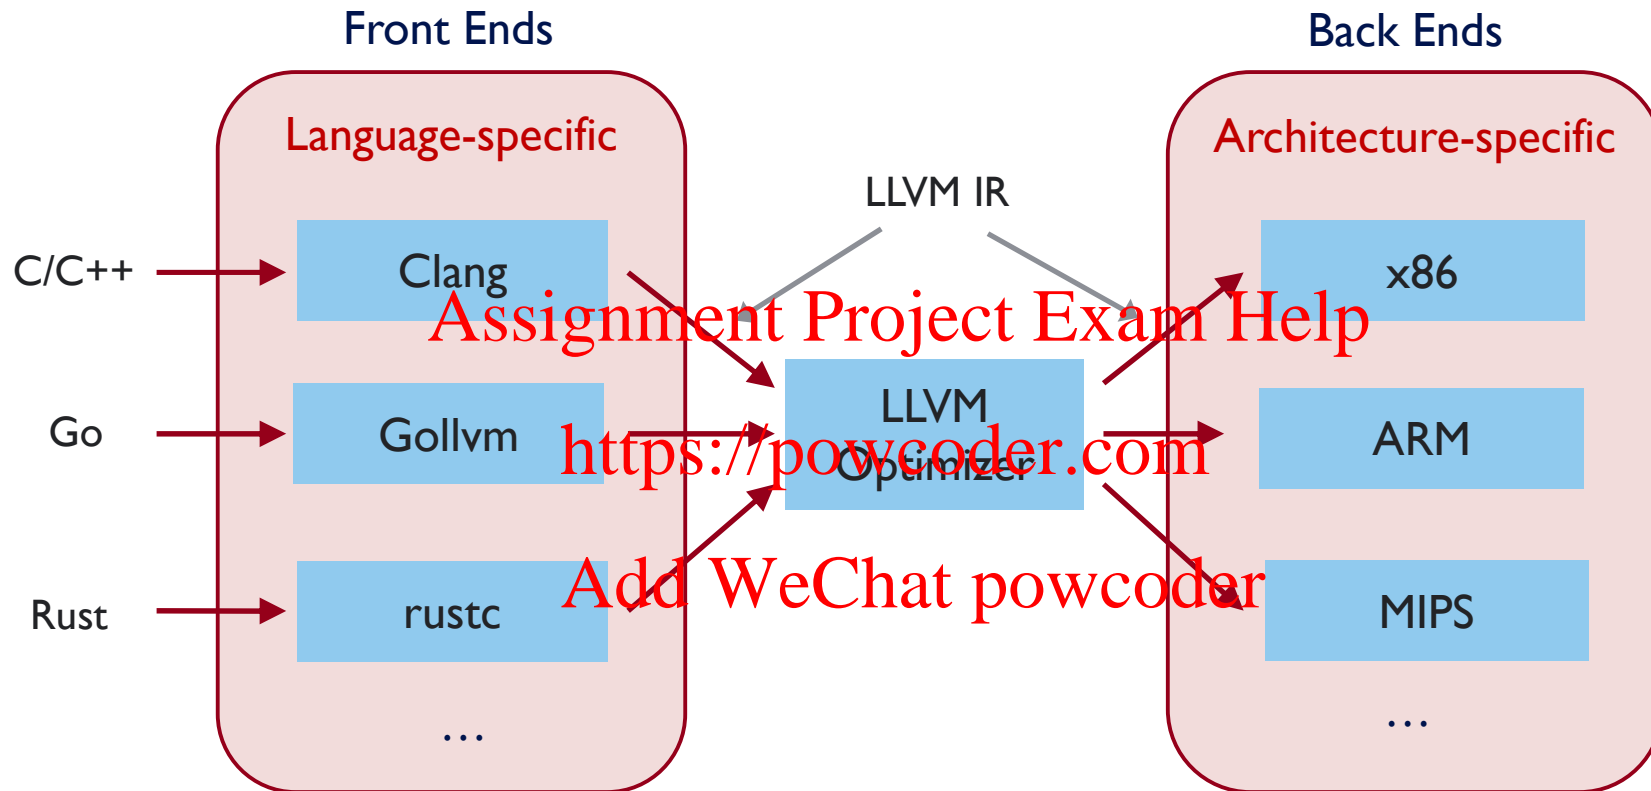 Front Ends
Back Ends
Language-specific
Architecture-specific
LLVM IR
C/C++
Clang
x86
Assignment Project Exam Help
Go
Gollvm
LLVM
Optimizer
ARM
https://powcoder.com
Add WeChat powcoder
Rust
rustc
MIPS
…
…